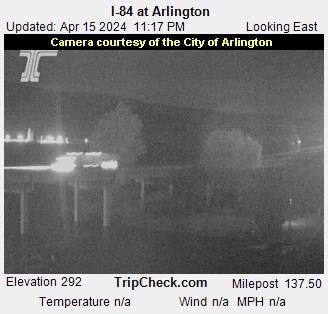 I-84 at Arlington
Updated: Apr 15 2024 11:17 PM Looking East
Camera courtesy of the City of Arlington
Elevation 292 TripCheck.com Milepost 137.50
Temperature n/a Wind n/a MPH n/a